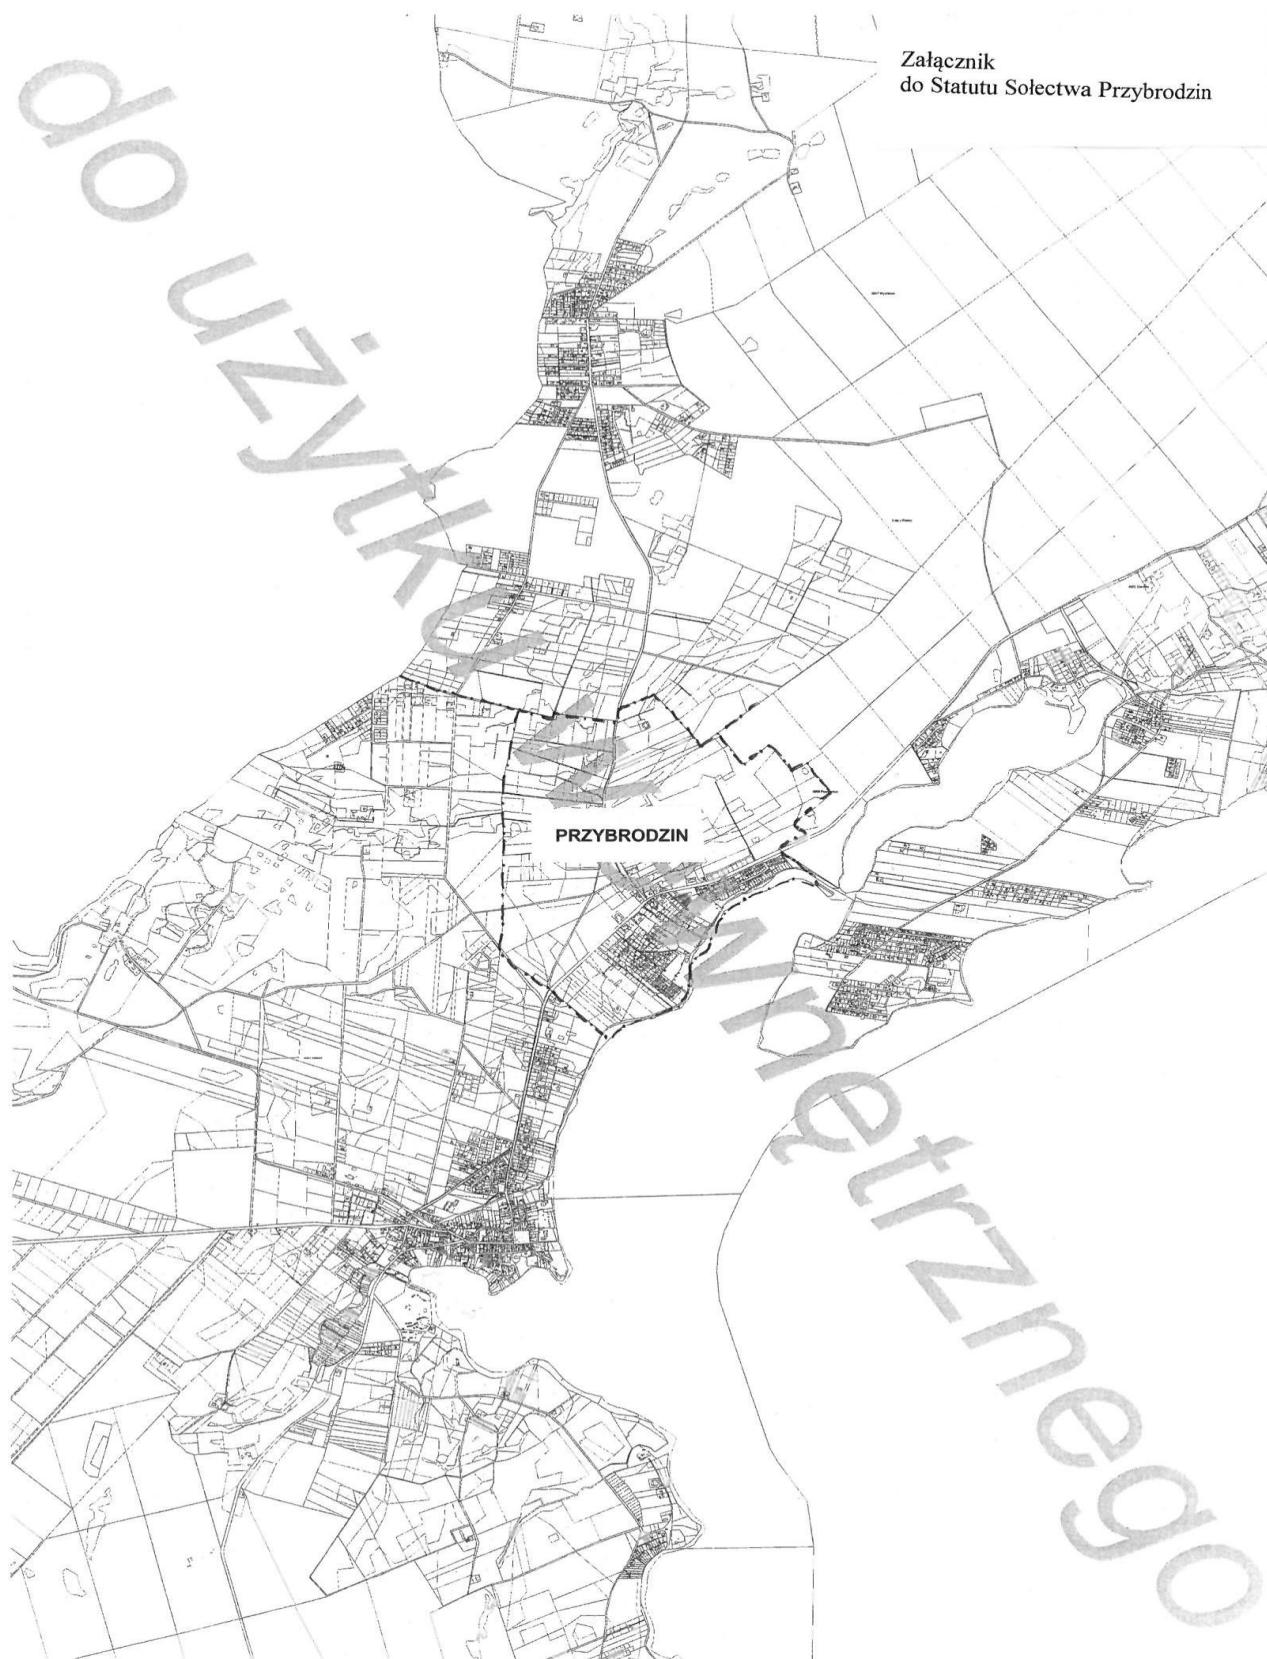 Załącznik
do Statutu Sołectwa Przybrodzin
PRZYBRODZIN
do użytku wewnętrznego